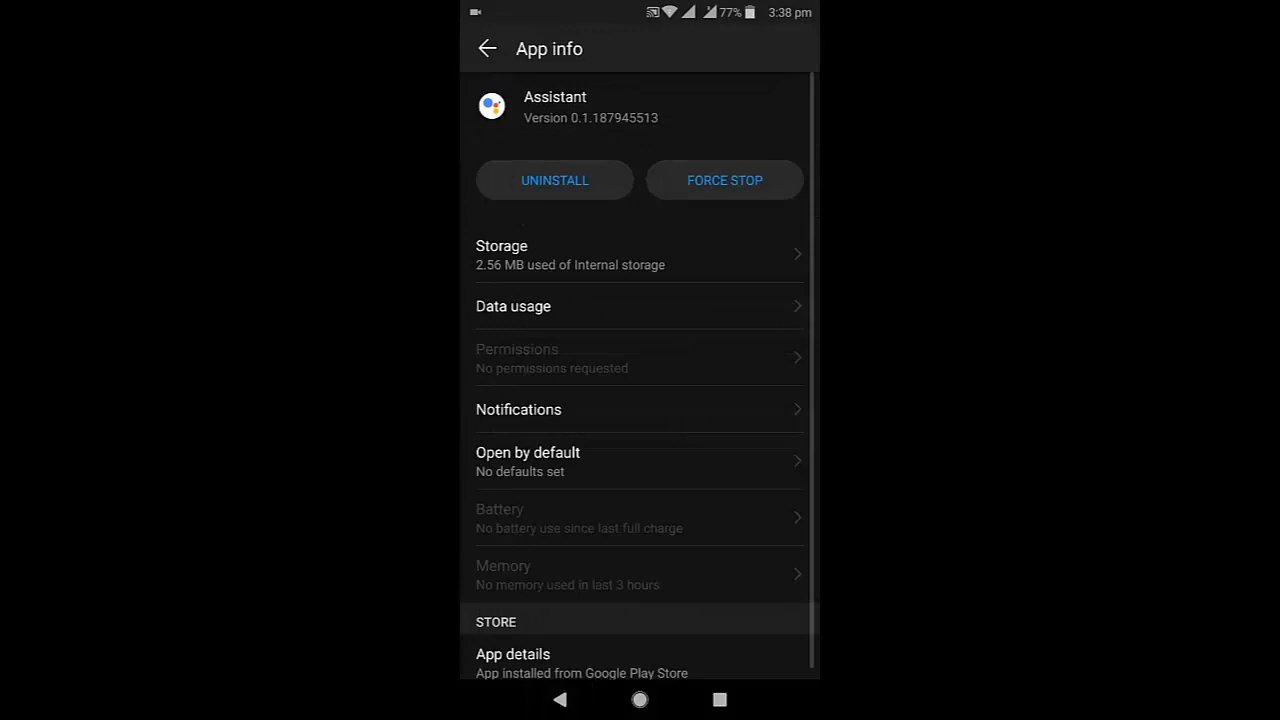 77% 3:38 pm
App info
Assistant
Version 0.1.187945513
UNINSTALL FORCE STOP
Storage
2.56 MB used of Internal storage
Data usage
Permissions
No permissions requested
Notifications
Open by default
No defaults set
Battery
No battery use since last full charge
Memory
No memory used in last 3 hours
STORE
App details
App installed from Google Play Store